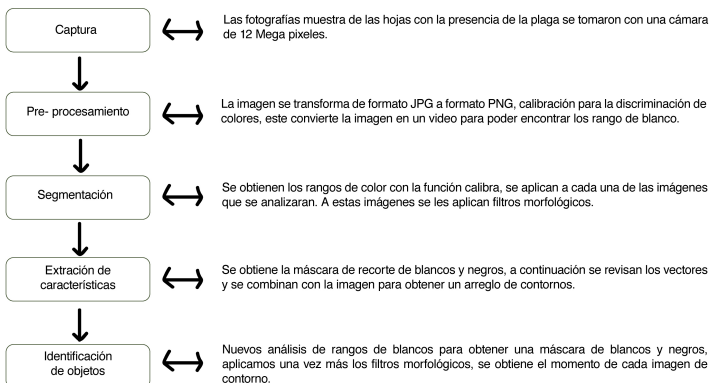 Captura
Las fotografías muestra de las hojas con la presencia de la plaga se tomaron con una cámara
de 12 Mega pixeles.
Pre- procesamiento
La imagen se transforma de formato JPG a formato PNG, calibración para la discriminación de
colores, este convierte la imagen en un video para poder encontrar los rango de blanco.
Segmentación
Se obtienen los rangos de color con la función calibra, se aplican a cada una de las imágenes
que se analizaran. A estas imágenes se les aplican filtros morfológicos.
Extración de
características
Se obtiene la máscara de recorte de blancos y negros, a continuación se revisan los vectores
y se combinan con la imagen para obtener un arreglo de contornos.
Identificación
de objetos
Nuevos análisis de rangos de blancos para obtener una máscara de blancos y negros,
aplicamos una vez más los filtros morfológicos, se obtiene el momento de cada imagen de
contorno.